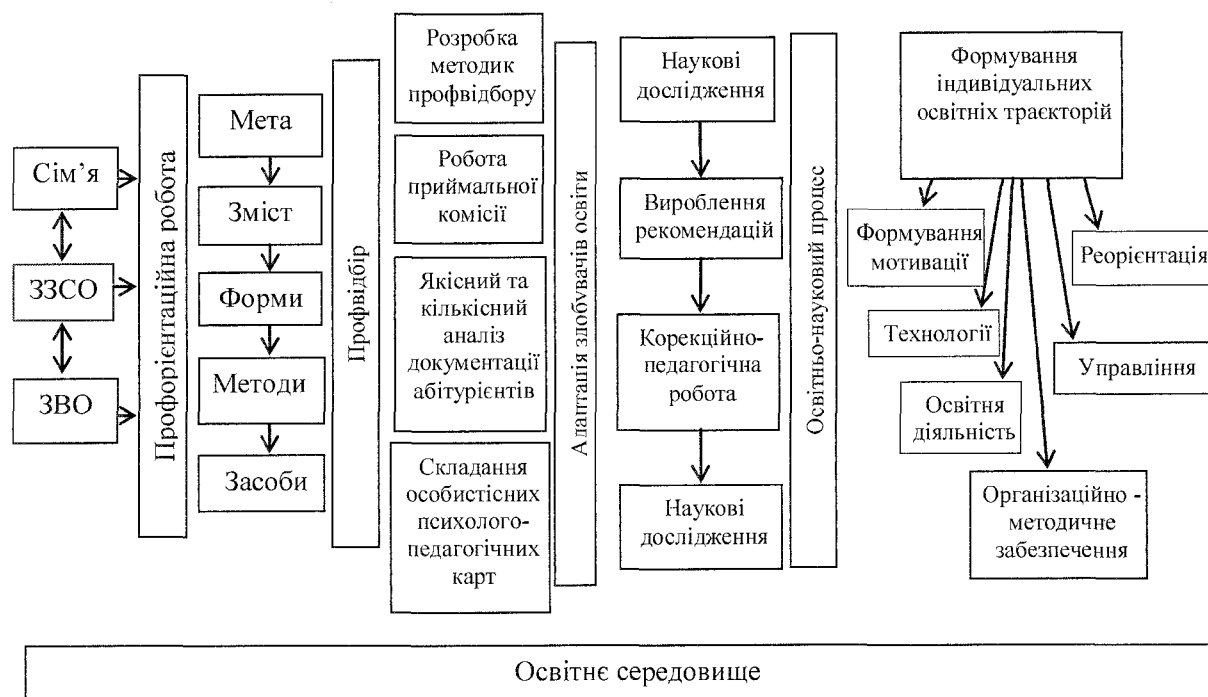 Сім’я
ЗЗСО
ЗВО
Профорієнтаційна робота
Мета
Зміст
Форми
Методи
Засоби
Профвідбір
Розробка
методик
профвідбору
Робота
приймальної
комісії
Якісний та
кількісний
аналіз
документації
абітурієнтів
Складання
особистісних
психолого-
педагогічних
карт
Адаптація здобувачів освіти
Наукові
дослідження
Вироблення
рекомендацій
Корекційно-
педагогічна
робота
Наукові
дослідження
Освітньо-науковий процес
Формування
індивідуальних
освітніх траєкторій
Формування
мотивації
Технології
Освітня
діяльність
Організаційно -
методичне
забезпечення
Управління
Реорієнтація
Освітнє середовище